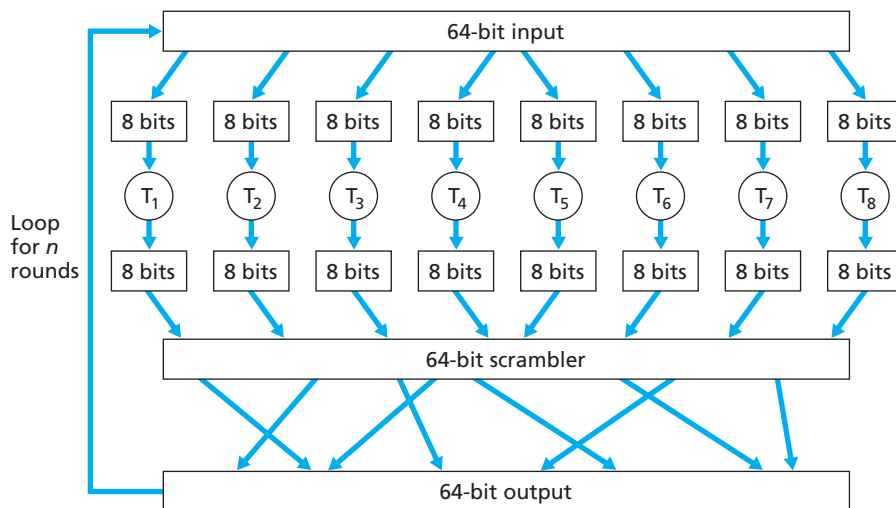 64-bit input
8 bits 8 bits 8 bits 8 bits 8 bits 8 bits 8 bits 8 bits
T1 T2 T3 T4 T5 T6 T7 T8
Loop
for n
rounds
8 bits 8 bits 8 bits 8 bits 8 bits 8 bits 8 bits 8 bits
64-bit scrambler
64-bit output